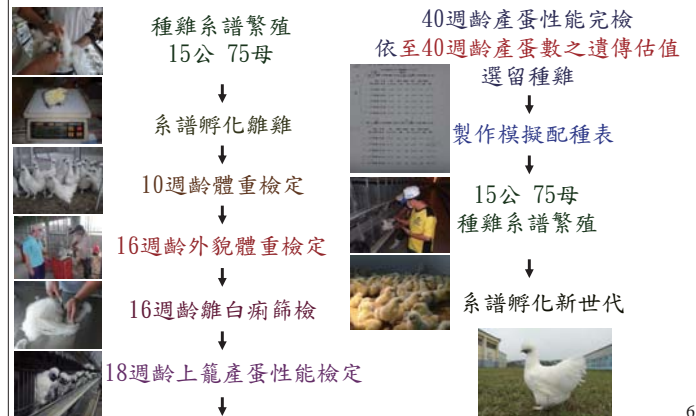 種雞系譜繁殖
15公 75母
系譜孵化雛雞
10週齡體重檢定
16週齡外貌體重檢定
16週齡雛白痢篩檢
18週齡上籠產蛋性能檢定
40週齡產蛋性能完檢
依至40週齡產蛋數之遺傳估值
選留種雞
製作模擬配種表
15公 75母
種雞系譜繁殖
系譜孵化新世代
6